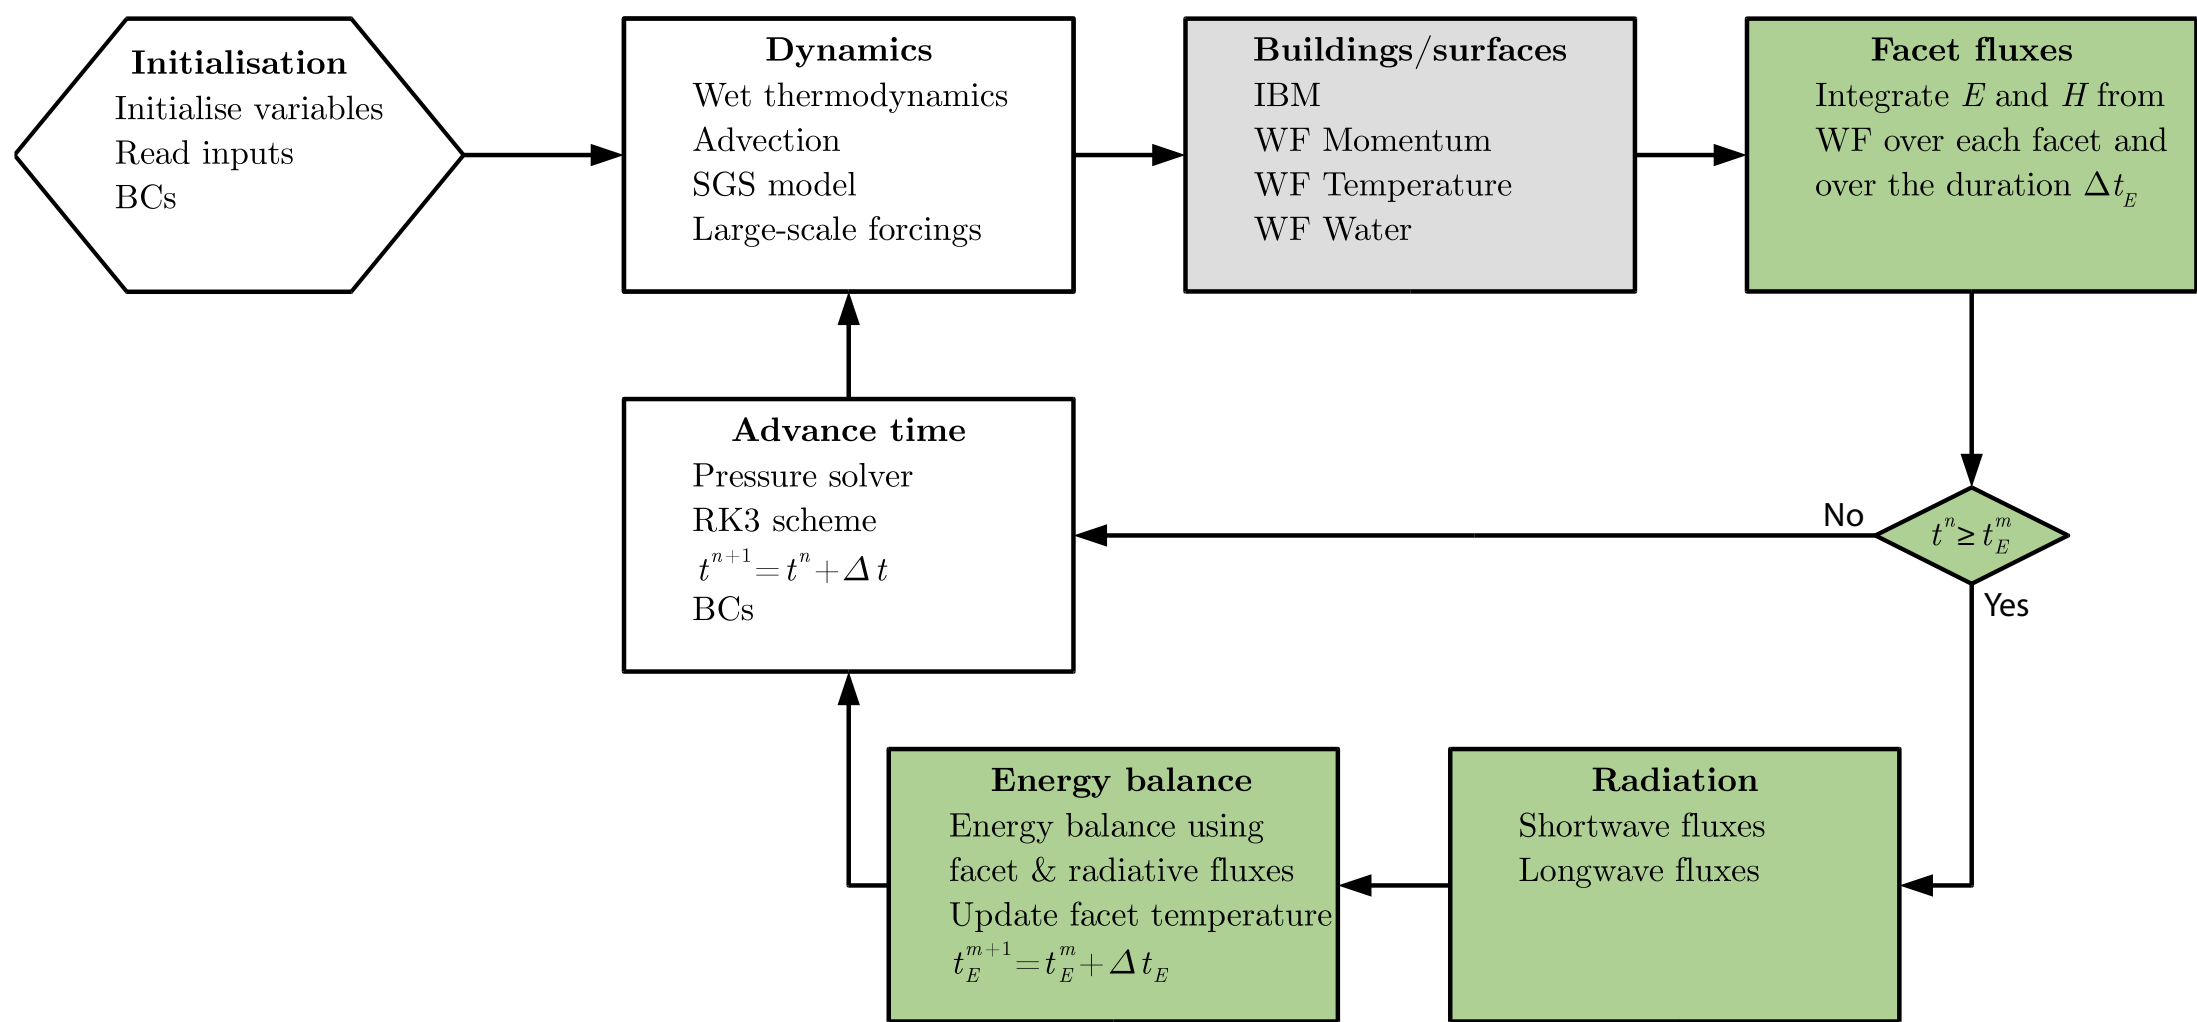 Initialisation
Initialise variables
Read inputs
BCs
Dynamics
Wet thermodynamics
Advection
SGS model
Large-scale forcings
Buildings/surfaces
IBM
WF Momentum
WF Temperature
WF Water
Facet fluxes
Integrate E and H from
WF over each facet and
over the duration Δt_E
Advance time
Pressure solver
RK3 scheme
t^{n+1}=t^n+Δt
BCs
No
t^n≥t_E^m
Yes
Energy balance
Energy balance using
facet & radiative fluxes
Update facet temperature
t_E^{m+1}=t_E^m+Δt_E
Radiation
Shortwave fluxes
Longwave fluxes